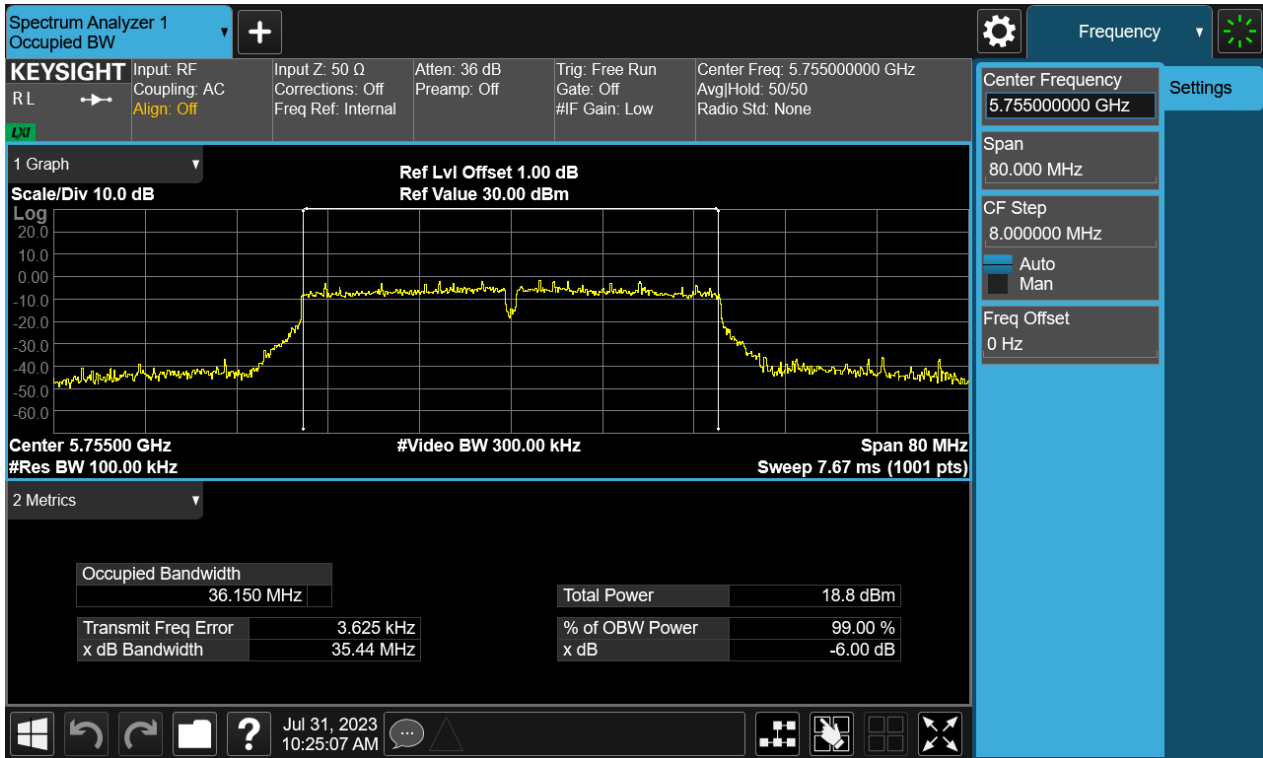 Spectrum Analyzer 1
Occupied BW
+
Frequency
KEYSIGHT
R L
LXI
Input: RF
Coupling: AC
Align: Off
Input Z: 50 Ω
Corrections: Off
Freq Ref: Internal
Atten: 36 dB
Preamp: Off
Trig: Free Run
Gate: Off
#IF Gain: Low
Center Freq: 5.755000000 GHz
Avg|Hold: 50/50
Radio Std: None
Center Frequency
5.755000000 GHz
Settings
Span
80.000 MHz
CF Step
8.000000 MHz
Auto
Man
Freq Offset
0 Hz
1 Graph
Ref Lvl Offset 1.00 dB
Scale/Div 10.0 dB
Ref Value 30.00 dBm
Log
20.0
10.0
0.00
-10.0
-20.0
-30.0
-40.0
-50.0
-60.0
Center 5.75500 GHz
#Video BW 300.00 kHz
Span 80 MHz
#Res BW 100.00 kHz
Sweep 7.67 ms (1001 pts)
2 Metrics
Occupied Bandwidth
36.150 MHz
Total Power 18.8 dBm
Transmit Freq Error 3.625 kHz
% of OBW Power 99.00 %
x dB Bandwidth 35.44 MHz
x dB -6.00 dB
?
Jul 31, 2023
10:25:07 AM